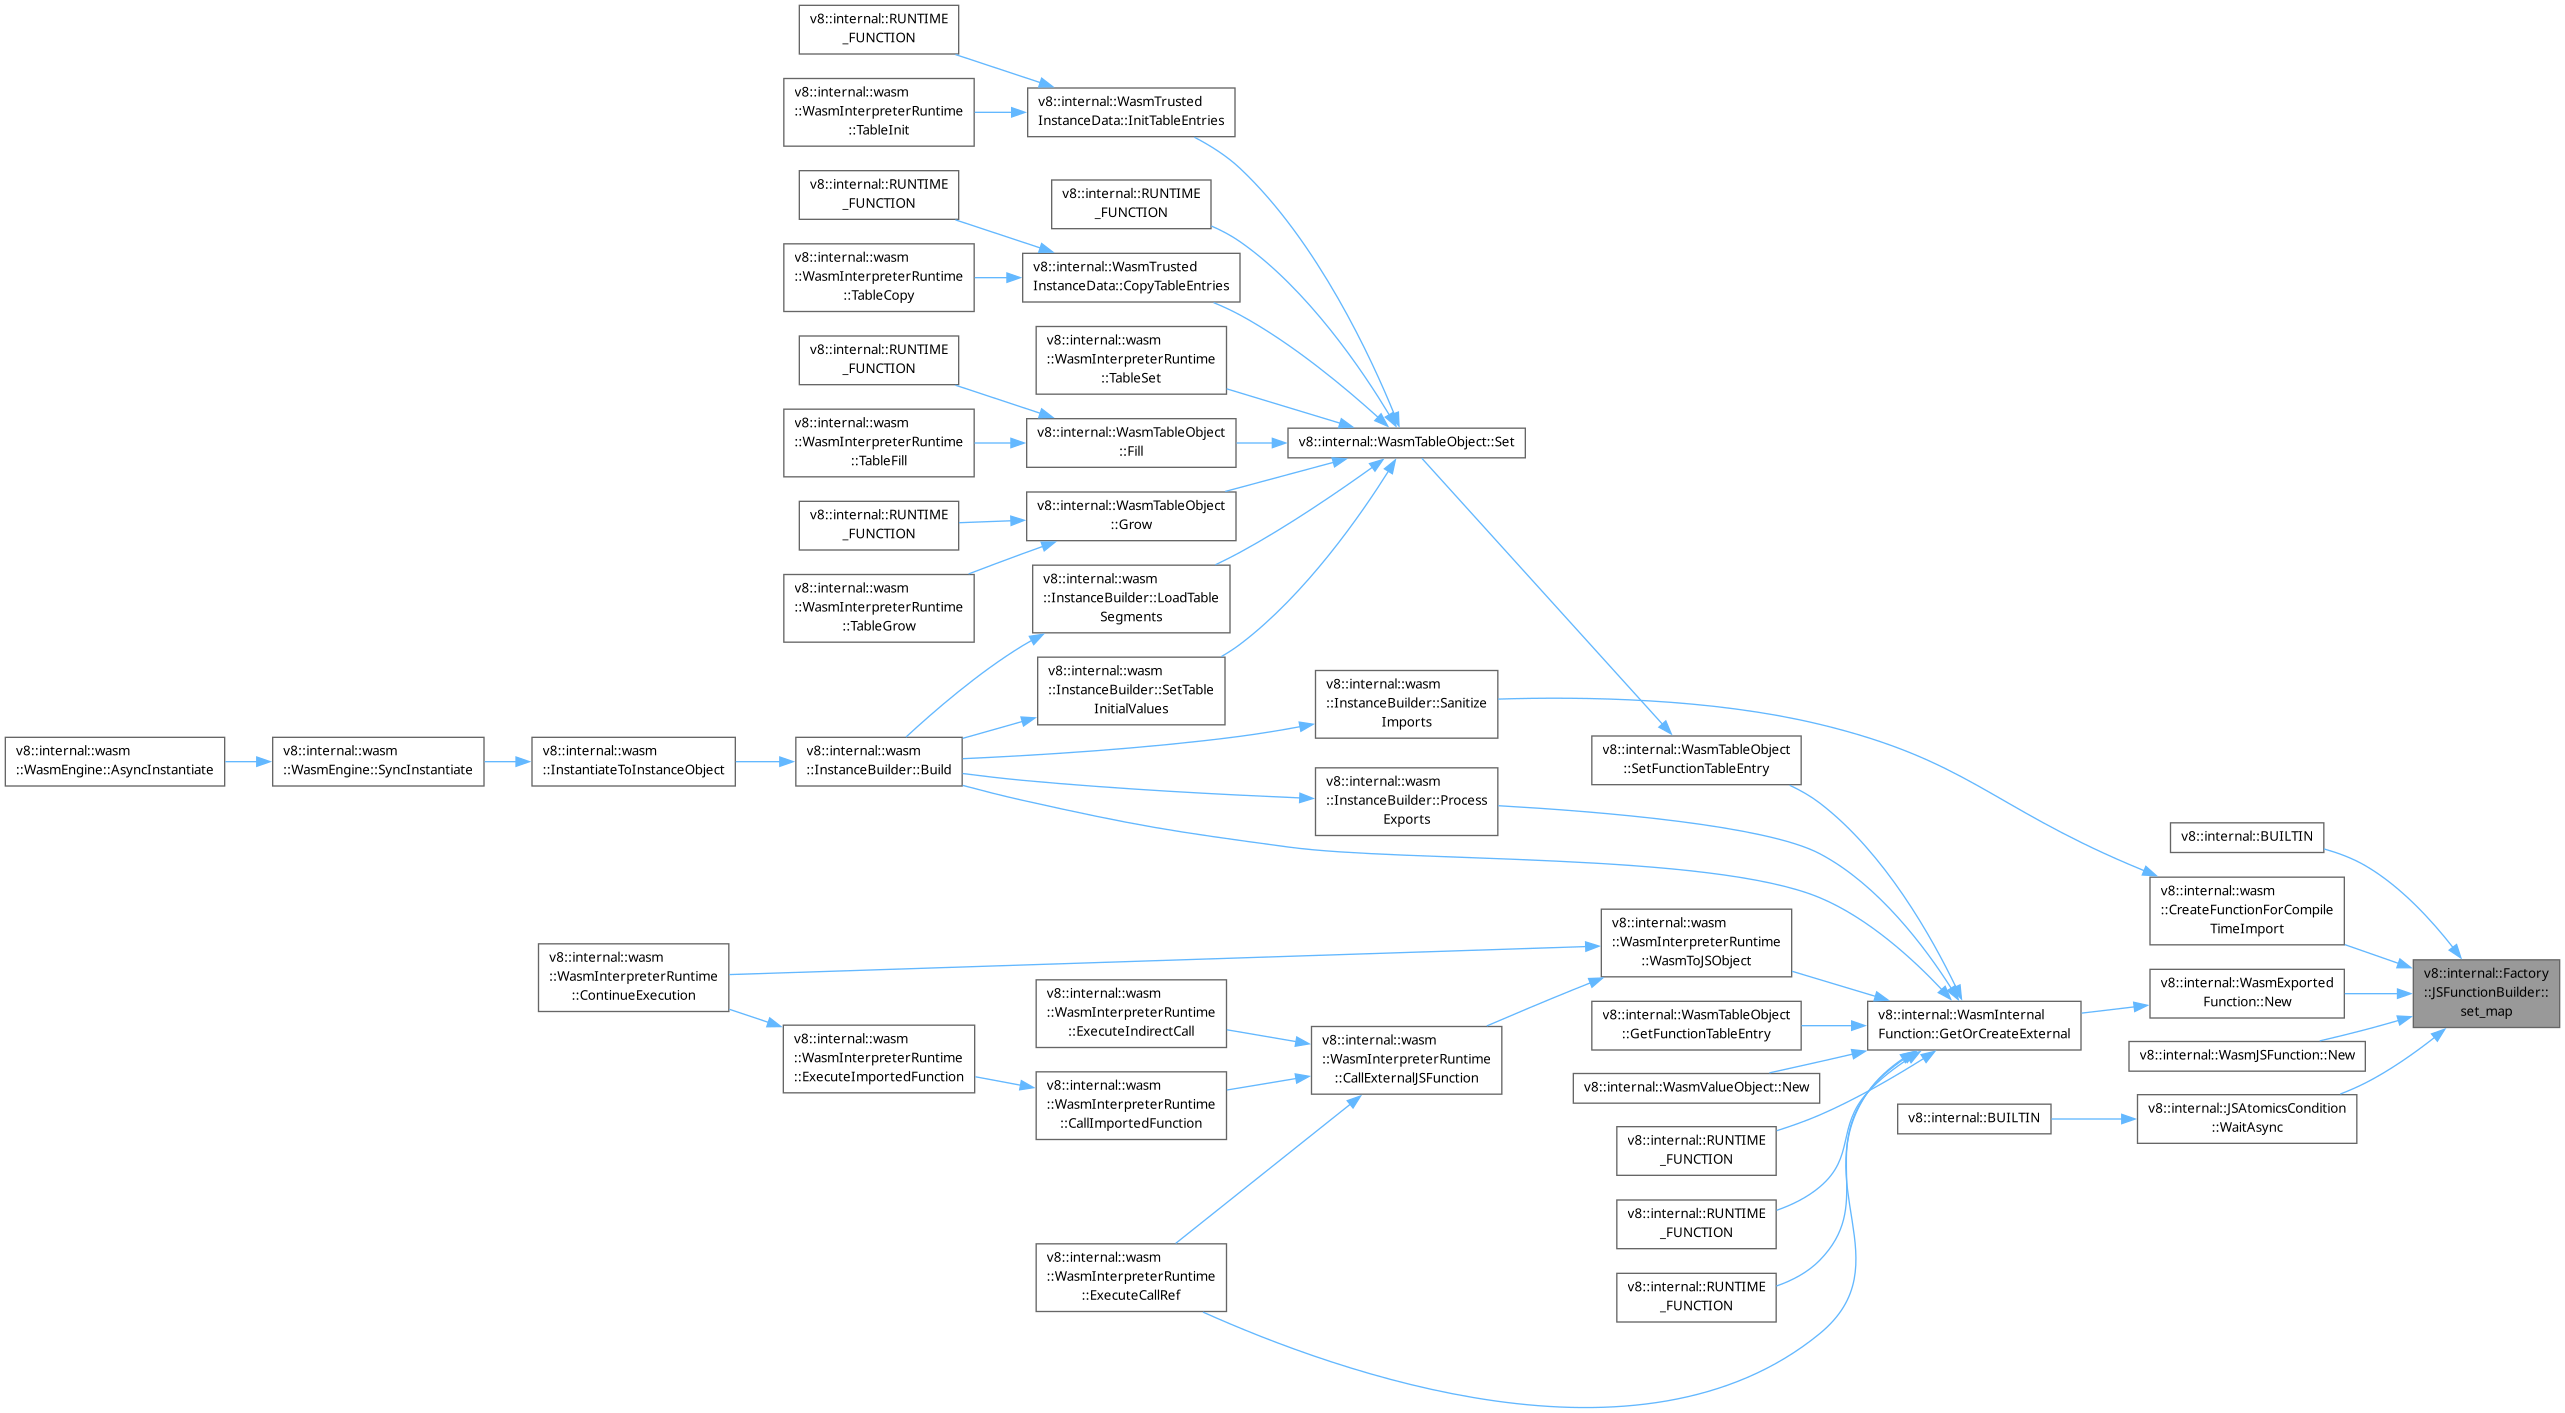 v8::internal::RUNTIME
_FUNCTION
v8::internal::wasm
::WasmInterpreterRuntime
::TableInit
v8::internal::WasmTrusted
InstanceData::InitTableEntries
v8::internal::RUNTIME
_FUNCTION
v8::internal::RUNTIME
_FUNCTION
v8::internal::wasm
::WasmInterpreterRuntime
::TableCopy
v8::internal::WasmTrusted
InstanceData::CopyTableEntries
v8::internal::wasm
::WasmInterpreterRuntime
::TableSet
v8::internal::RUNTIME
_FUNCTION
v8::internal::wasm
::WasmInterpreterRuntime
::TableFill
v8::internal::WasmTableObject
::Fill
v8::internal::WasmTableObject::Set
v8::internal::RUNTIME
_FUNCTION
v8::internal::WasmTableObject
::Grow
v8::internal::wasm
::WasmInterpreterRuntime
::TableGrow
v8::internal::wasm
::InstanceBuilder::LoadTable
Segments
v8::internal::wasm
::InstanceBuilder::SetTable
InitialValues
v8::internal::wasm
::InstanceBuilder::Sanitize
Imports
v8::internal::wasm
::WasmEngine::AsyncInstantiate
v8::internal::wasm
::WasmEngine::SyncInstantiate
v8::internal::wasm
::InstantiateToInstanceObject
v8::internal::wasm
::InstanceBuilder::Build
v8::internal::WasmTableObject
::SetFunctionTableEntry
v8::internal::wasm
::InstanceBuilder::Process
Exports
v8::internal::BUILTIN
v8::internal::wasm
::CreateFunctionForCompile
TimeImport
v8::internal::wasm
::WasmInterpreterRuntime
::WasmToJSObject
v8::internal::wasm
::WasmInterpreterRuntime
::ContinueExecution
v8::internal::Factory
::JSFunctionBuilder::
set_map
v8::internal::WasmExported
Function::New
v8::internal::wasm
::WasmInterpreterRuntime
::ExecuteIndirectCall
v8::internal::WasmTableObject
::GetFunctionTableEntry
v8::internal::WasmInternal
Function::GetOrCreateExternal
v8::internal::wasm
::WasmInterpreterRuntime
::ExecuteImportedFunction
v8::internal::wasm
::WasmInterpreterRuntime
::CallExternalJSFunction
v8::internal::WasmJSFunction::New
v8::internal::wasm
::WasmInterpreterRuntime
::CallImportedFunction
v8::internal::WasmValueObject::New
v8::internal::BUILTIN
v8::internal::JSAtomicsCondition
::WaitAsync
v8::internal::RUNTIME
_FUNCTION
v8::internal::RUNTIME
_FUNCTION
v8::internal::wasm
::WasmInterpreterRuntime
::ExecuteCallRef
v8::internal::RUNTIME
_FUNCTION